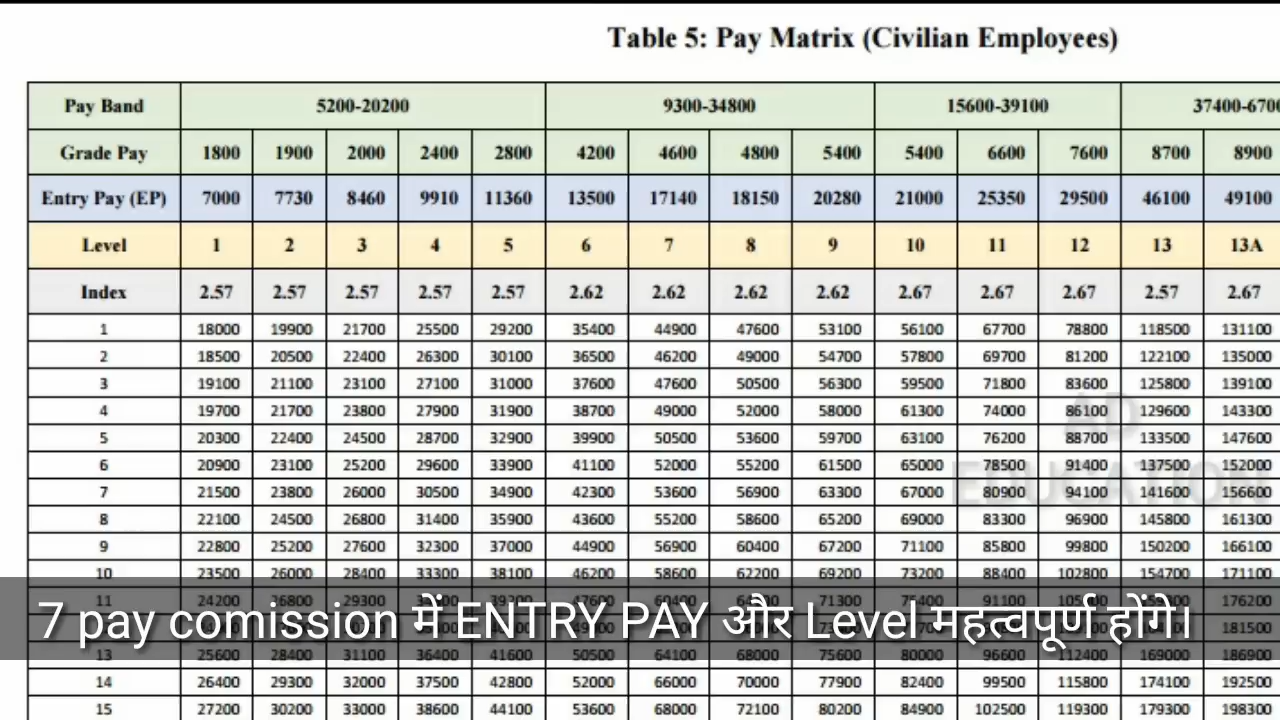 Table 5: Pay Matrix (Civilian Employees)
Pay Band 5200-20200 9300-34800 15600-39100 37400-6700
Grade Pay 1800 1900 2000 2400 2800 4200 4600 4800 5400 5400 6600 7600 8700 8900
Entry Pay (EP) 7000 7730 8460 9910 11360 13500 17140 18150 20280 21000 25350 29500 46100 49100
Level 1 2 3 4 5 6 7 8 9 10 11 12 13 13A
Index 2.57 2.57 2.57 2.57 2.57 2.62 2.62 2.62 2.62 2.67 2.67 2.67 2.57 2.67
1 18000 19900 21700 25500 29200 35400 44900 47600 53100 56100 67700 78800 118500 131100
2 18500 20500 22400 26300 30100 36500 46200 49000 54700 57800 69700 81200 122100 135000
3 19100 21100 23100 27100 31000 37600 47600 50500 56300 59500 71800 83600 125800 139100
4 19700 21700 23800 27900 31900 38700 49000 52000 58000 61300 74000 86100 129600 143300
5 20300 22400 24500 28700 32900 39900 50500 53600 59700 63100 76200 88700 133500 147600
6 20900 23100 25200 29600 33900 41100 52000 55200 61500 65000 78500 91400 137500 152000
7 21500 23800 26000 30500 34900 42300 53600 56900 63300 67000 80900 94100 141600 156600
8 22100 24500 26800 31400 35900 43600 55200 58600 65200 69000 83300 96900 145800 161300
9 22800 25200 27600 32300 37000 44900 56900 60400 67200 71100 85800 99800 150200 166100
10 23500 26000 28400 33300 38100 46200 58600 62200 69200 73200 88400 102800 154700 171100
11 24200 26800 29300 71300 91100 176200
7 pay comission में ENTRY PAY और Level महत्वपूर्ण होंगे।
181500
13 25600 28400 31100 36400 41600 50500 64100 68000 75600 80000 96600 112400 169000 186900
14 26400 29300 32000 37500 42800 52000 66000 70000 77900 82400 99500 115800 174100 192500
15 27200 30200 33000 38600 44100 53600 68000 72100 80200 84900 102500 119300 179300 198300
AD
EDUCATION